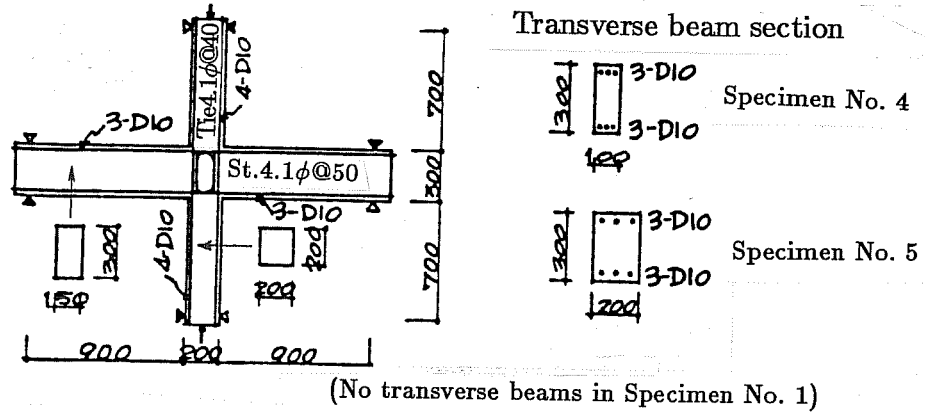 Transverse beam section
Tie4.1ϕ@40
4-D10
700
3-D10
St.4.1ϕ@50
300
3-D10
4-D10
700
300
150
200
200
900
200
900
300
3-D10
3-D10
100
Specimen No. 4
300
3-D10
3-D10
200
Specimen No. 5
(No transverse beams in Specimen No. 1)